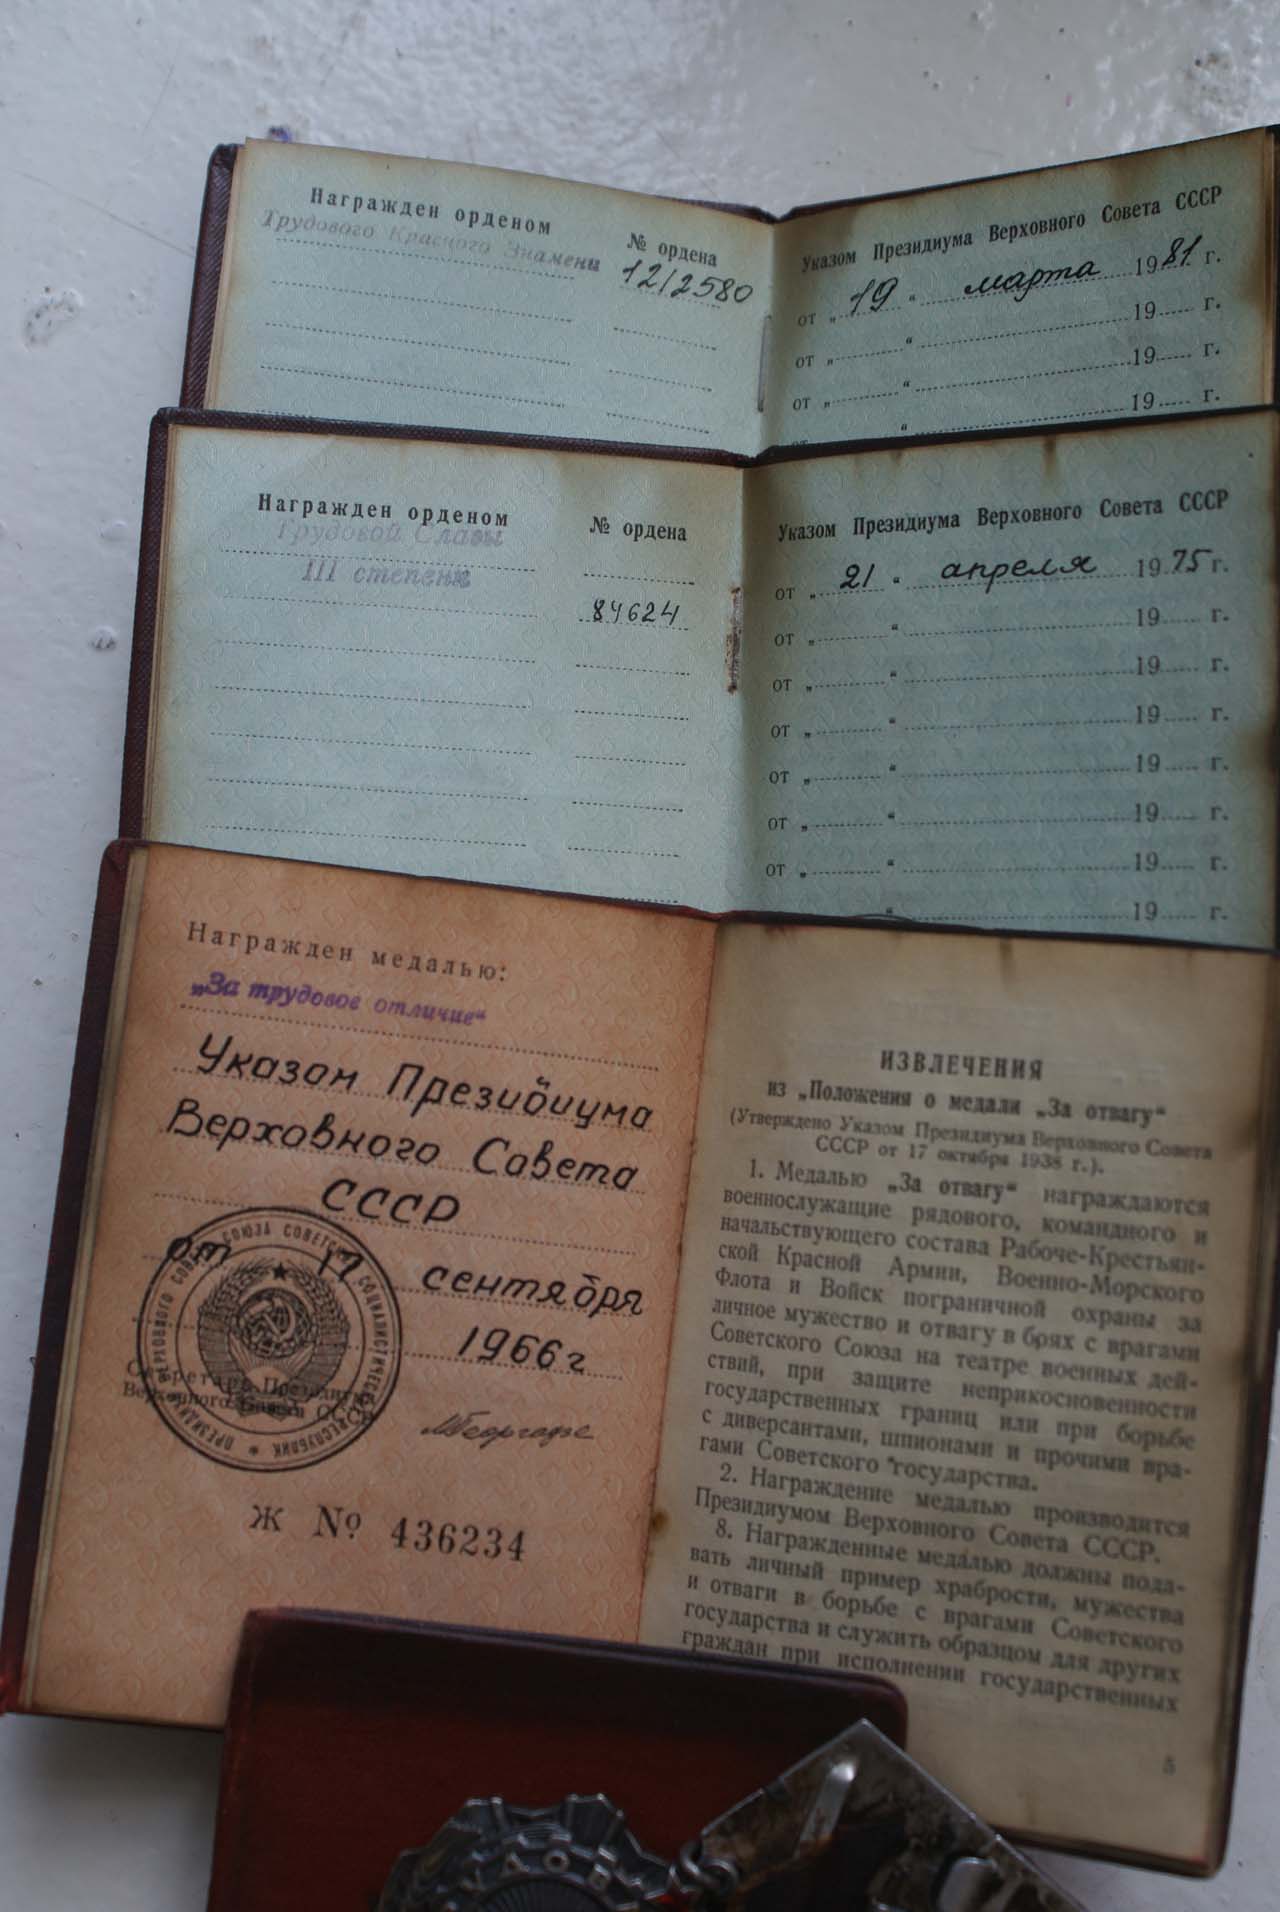 Награжден орденом
Трудового Красного Знамени
№ ордена
1212580
Указом Президиума Верховного Совета СССР
от „ 19 “ марта 1981 г.
от „ “ 19 г.
от „ “ 19 г.
от „ “ 19 г.
от
Награжден орденом
Трудовой Славы
III степени
№ ордена
84624
Указом Президиума Верховного Совета СССР
от „ 21 “ апреля 1975 г.
от „ “ 19 г.
от „ “ 19 г.
от „ “ 19 г.
от „ “ 19 г.
от „ “ 19 г.
от „ “ 19 г.
“ 19 г.
Награжден медалью:
„За трудовое отличие“
Указом Президиума
Верховного Совета
СССР
от 17 сентября
1966 г
Секретарь Президиума
Верховного Совета СССР
МГеоргадзе
Ж № 436234
ИЗВЛЕЧЕНИЯ
из „Положения о медали „За отвагу“
(Утверждено Указом Президиума Верховного Совета
СССР от 17 октября 1938 г.).
1. Медалью „За отвагу“ награждаются
военнослужащие рядового, командного и
начальствующего состава Рабоче-Крестьян-
ской Красной Армии, Военно-Морского
Флота и Войск пограничной охраны за
личное мужество и отвагу в боях с врагами
Советского Союза на театре военных дей-
ствий, при защите неприкосновенности
государственных границ или при борьбе
с диверсантами, шпионами и прочими вра-
гами Советского государства.
2. Награждение медалью производится
Президиумом Верховного Совета СССР.
8. Награжденные медалью должны пода-
вать личный пример храбрости, мужества
и отваги в борьбе с врагами Советского
государства и служить образцом для других
граждан при исполнении государственных
5